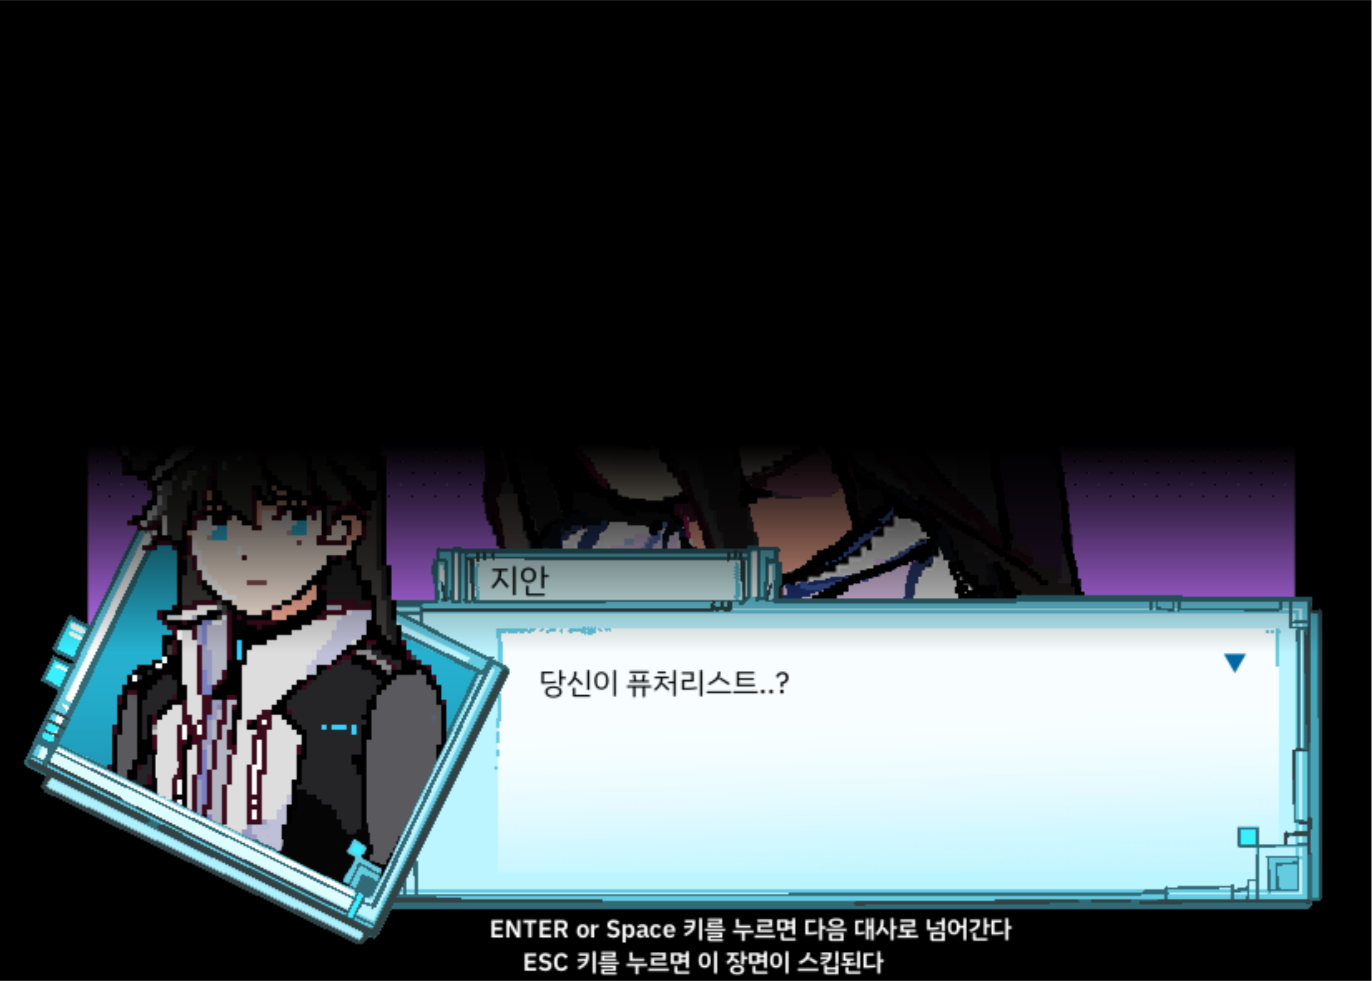 지안
당신이 퓨처리스트..?
ENTER or Space 키를 누르면 다음 대사로 넘어간다
ESC 키를 누르면 이 장면이 스킵된다